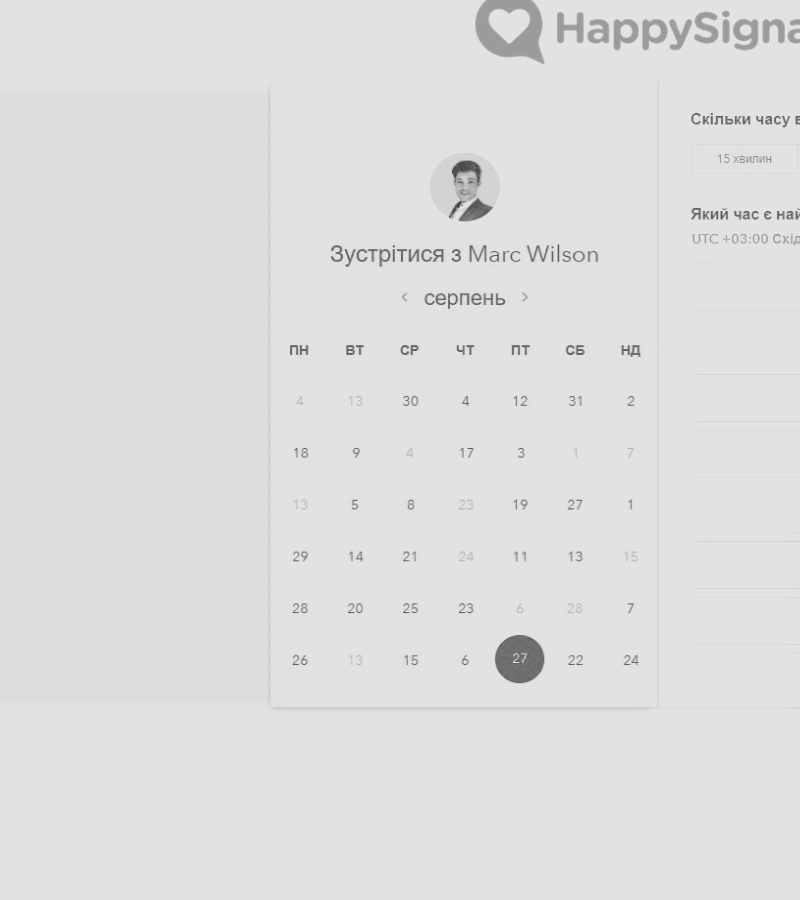 HappySigna
Зустрітися з Marc Wilson
серпень
ПН ВТ СР ЧТ ПТ СБ НД
4 13 30 4 12 31 2
18 9 4 17 3 1 7
13 5 8 23 19 27 1
29 14 21 24 11 13 15
28 20 25 23 6 28 7
26 13 15 6 27 22 24
Скільки часу в
15 хвилин
Який час є най
UTC +03:00 Схід